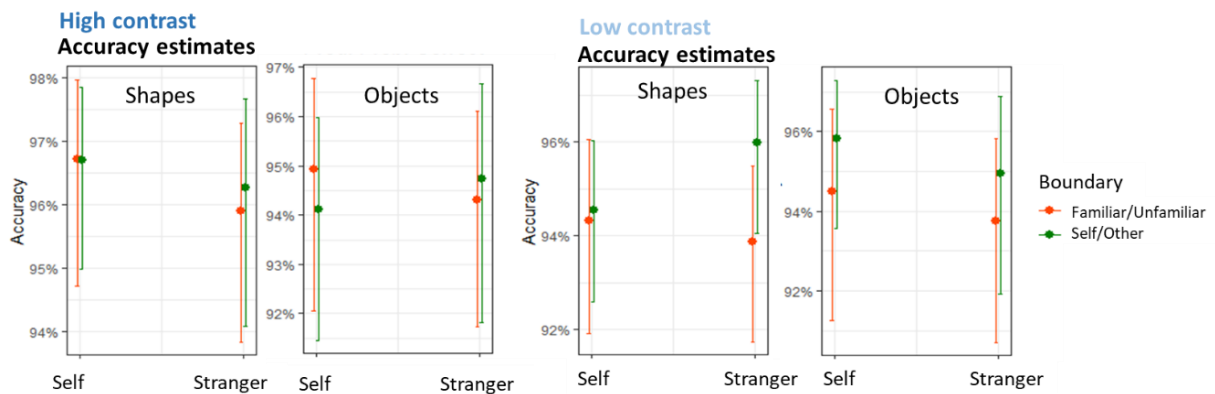 High contrast
Accuracy estimates
Low contrast
Accuracy estimates
Accuracy
98%
97%
96%
95%
94%
Shapes
Self
Stranger
97%
96%
95%
94%
93%
92%
Objects
Self
Stranger
Accuracy
96%
94%
92%
Shapes
Self
Stranger
96%
94%
92%
Objects
Self
Stranger
Boundary
Familiar/Unfamiliar
Self/Other